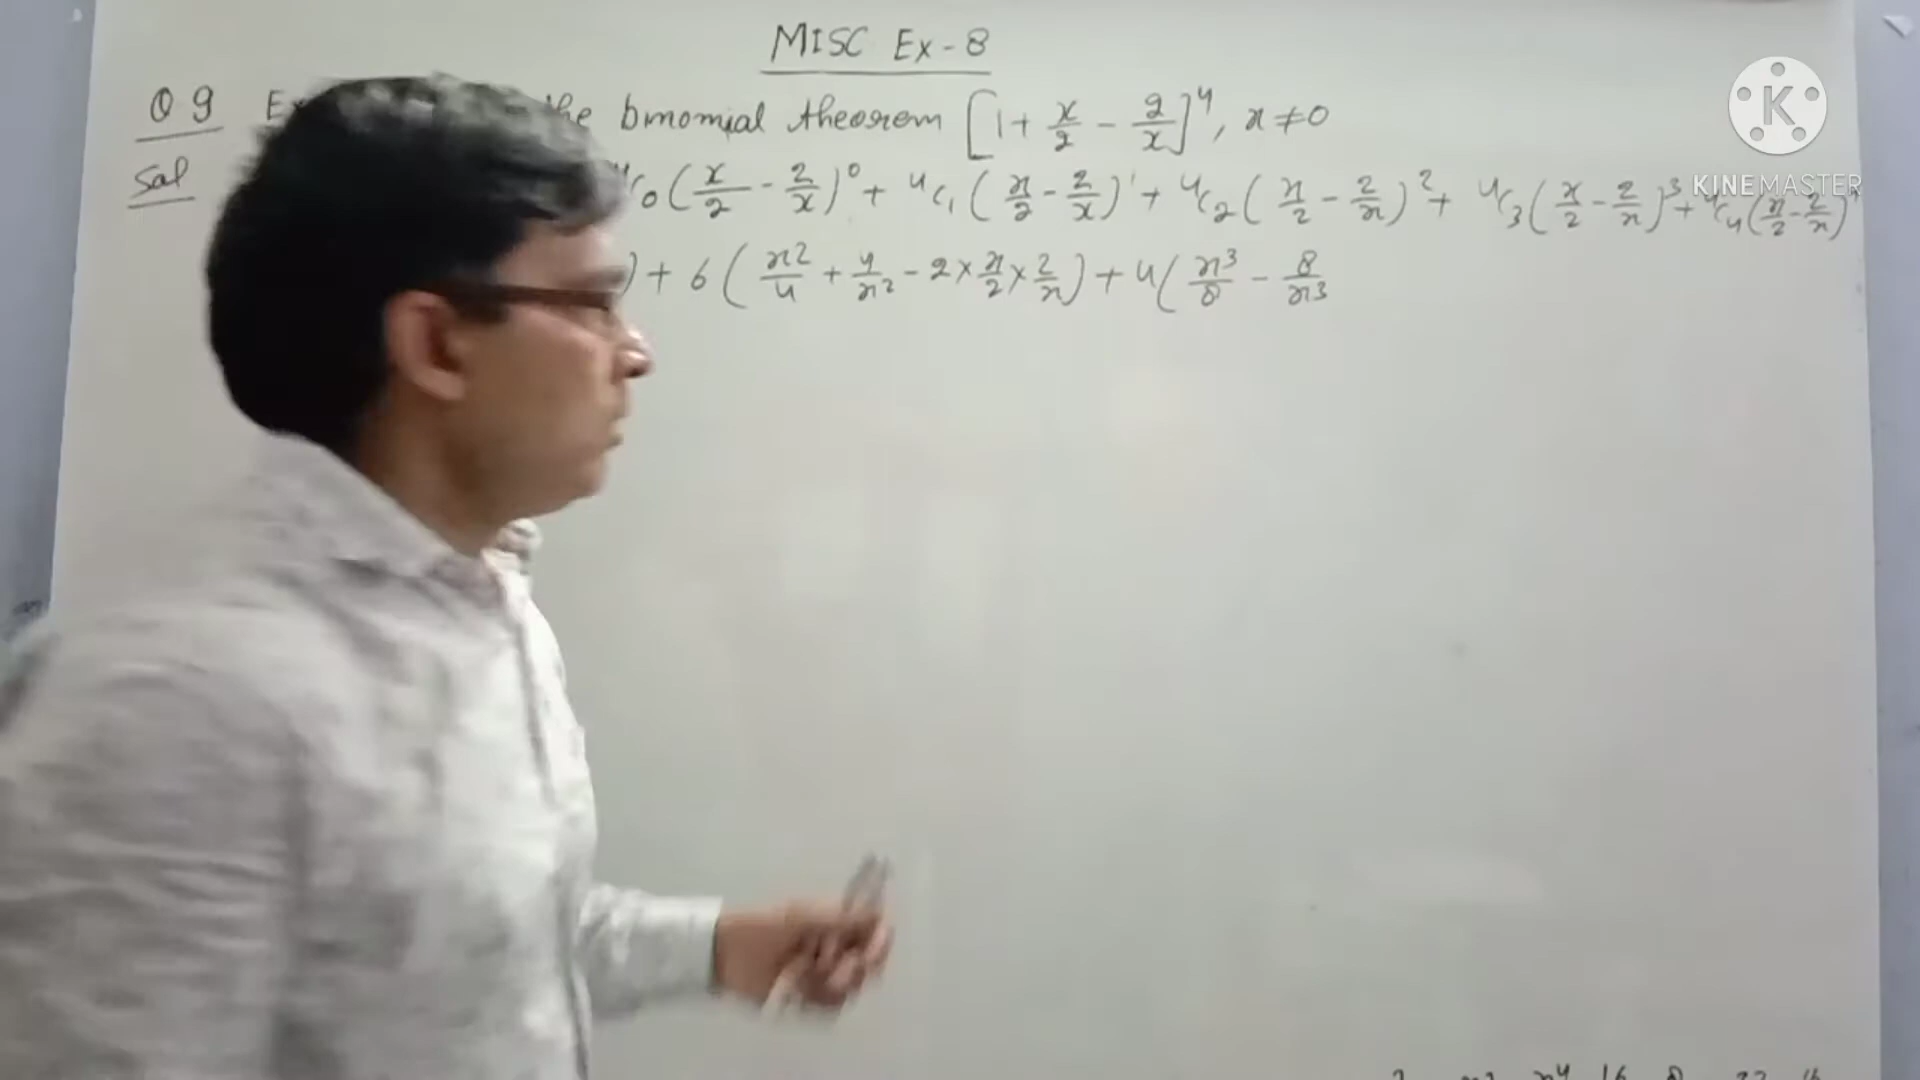 MISC Ex-8
Q 9 the binomial theorem [1 + x/2 - 2/x]^4, x ≠ 0
Sol C0 (x/2 - 2/x)^0 + 4C1 (x/2 - 2/x)^1 + 4C2 (x/2 - 2/x)^2 + 4C3 (x/2 - 2/x)^3 + 4C4 (x/2 - 2/x)^4
) + 6 (x^2/4 + 4/x^2 - 2 × x/2 × 2/x) + 4 (x^3/8 - 8/x^3
K
KINEMASTER